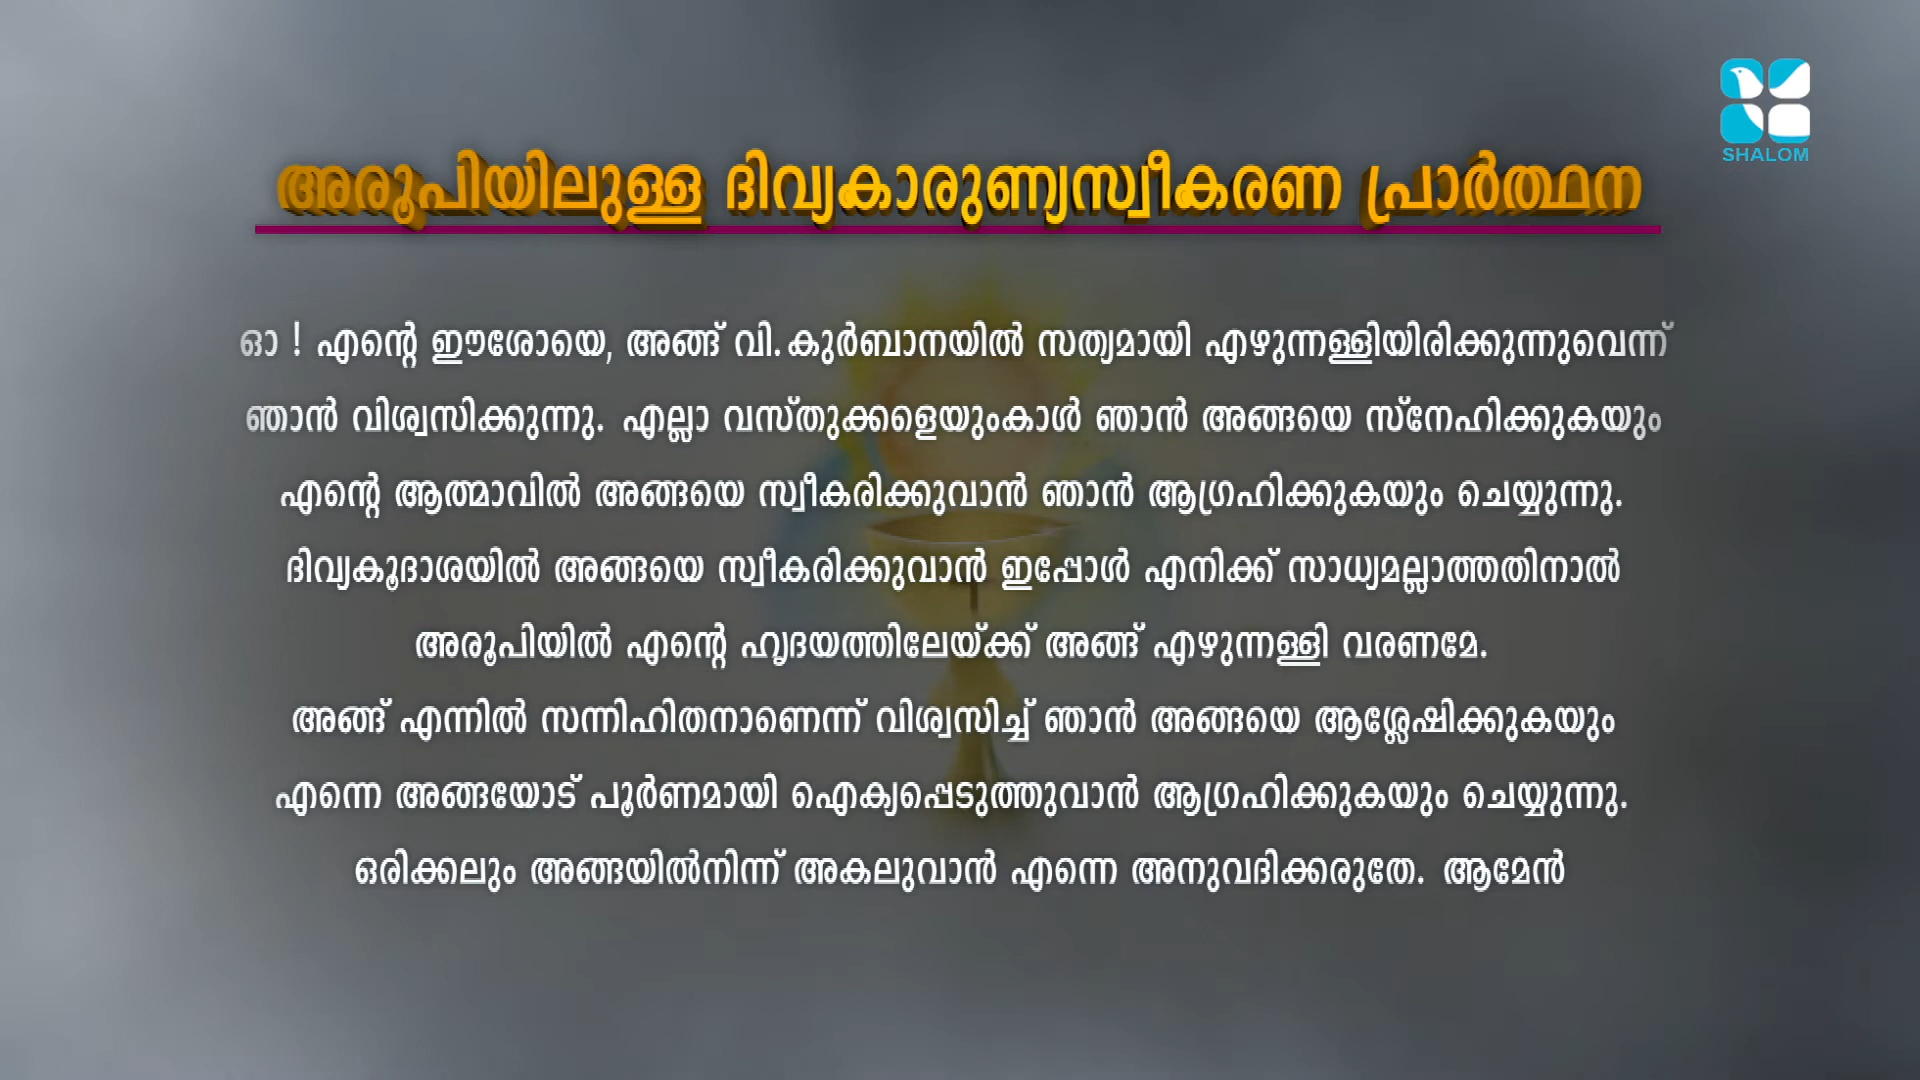 SHALOM
അരൂപിയിലുള്ള ദിവ്യകാരുണ്യസ്വീകരണ പ്രാർത്ഥന
ഓ ! എന്റെ ഈശോയെ, അങ്ങ് വി.കുർബാനയിൽ സത്യമായി എഴുന്നള്ളിയിരിക്കുന്നുവെന്ന്
ഞാൻ വിശ്വസിക്കുന്നു. എല്ലാ വസ്തുക്കളെയുംകാൾ ഞാൻ അങ്ങയെ സ്നേഹിക്കുകയും
എന്റെ ആത്മാവിൽ അങ്ങയെ സ്വീകരിക്കുവാൻ ഞാൻ ആഗ്രഹിക്കുകയും ചെയ്യുന്നു.
ദിവ്യകൂദാശയിൽ അങ്ങയെ സ്വീകരിക്കുവാൻ ഇപ്പോൾ എനിക്ക് സാധ്യമല്ലാത്തതിനാൽ
അരൂപിയിൽ എന്റെ ഹൃദയത്തിലേയ്ക്ക് അങ്ങ് എഴുന്നള്ളി വരണമേ.
അങ്ങ് എന്നിൽ സന്നിഹിതനാണെന്ന് വിശ്വസിച്ച് ഞാൻ അങ്ങയെ ആശ്ലേഷിക്കുകയും
എന്നെ അങ്ങയോട് പൂർണമായി ഐക്യപ്പെടുത്തുവാൻ ആഗ്രഹിക്കുകയും ചെയ്യുന്നു.
ഒരിക്കലും അങ്ങയിൽനിന്ന് അകലുവാൻ എന്നെ അനുവദിക്കരുതേ. ആമേൻ